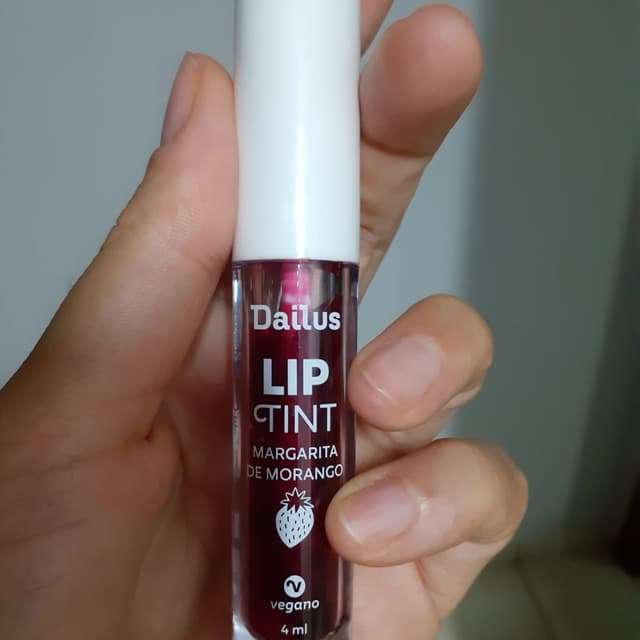 Dailus
LIP
TINT
MARGARITA
DE MORANGO
vegano
4 ml